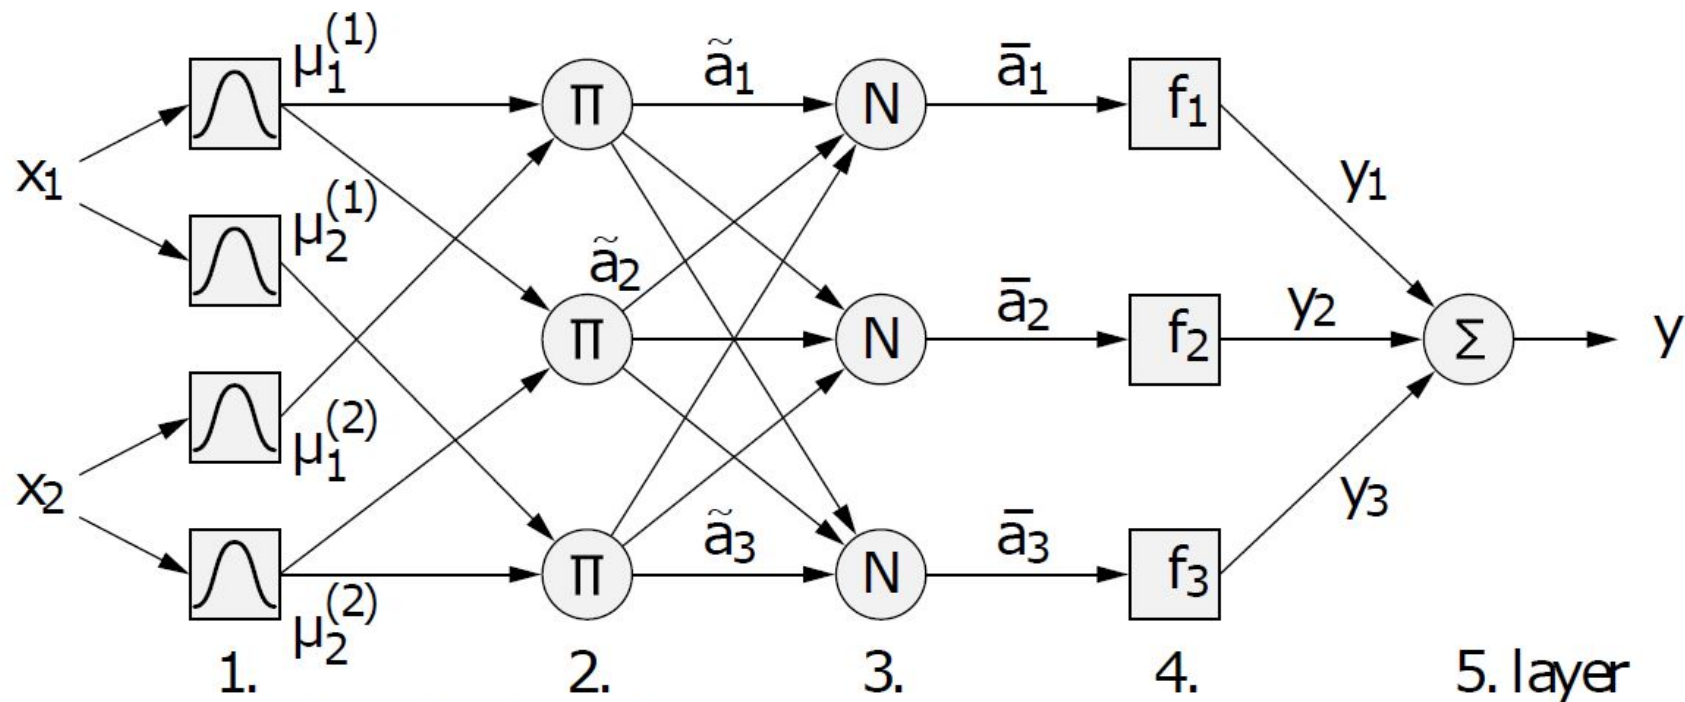 μ₁⁽¹⁾
ã₁
ā₁
Π
N
f₁
x₁
y₁
μ₂⁽¹⁾
ã₂
ā₂
y₂
Π
N
f₂
Σ
y
μ₁⁽²⁾
x₂
y₃
ã₃
ā₃
Π
N
f₃
μ₂⁽²⁾
1. 2. 3. 4. 5. layer